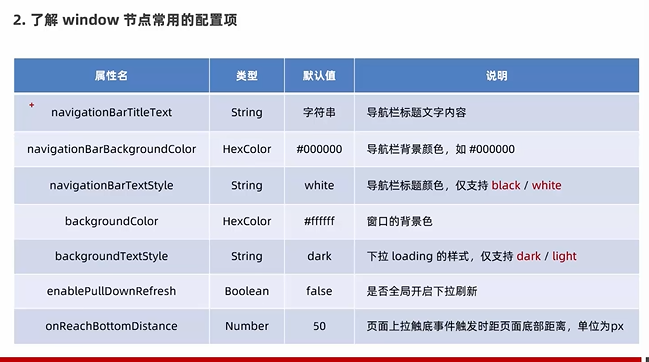 2. 了解 window 节点常用的配置项
属性名 类型 默认值 说明
navigationBarTitleText String 字符串 导航栏标题文字内容
navigationBarBackgroundColor HexColor #000000 导航栏背景颜色，如 #000000
navigationBarTextStyle String white 导航栏标题颜色，仅支持 black / white
backgroundColor HexColor #ffffff 窗口的背景色
backgroundTextStyle String dark 下拉 loading 的样式，仅支持 dark / light
enablePullDownRefresh Boolean false 是否全局开启下拉刷新
onReachBottomDistance Number 50 页面上拉触底事件触发时距页面底部距离，单位为px